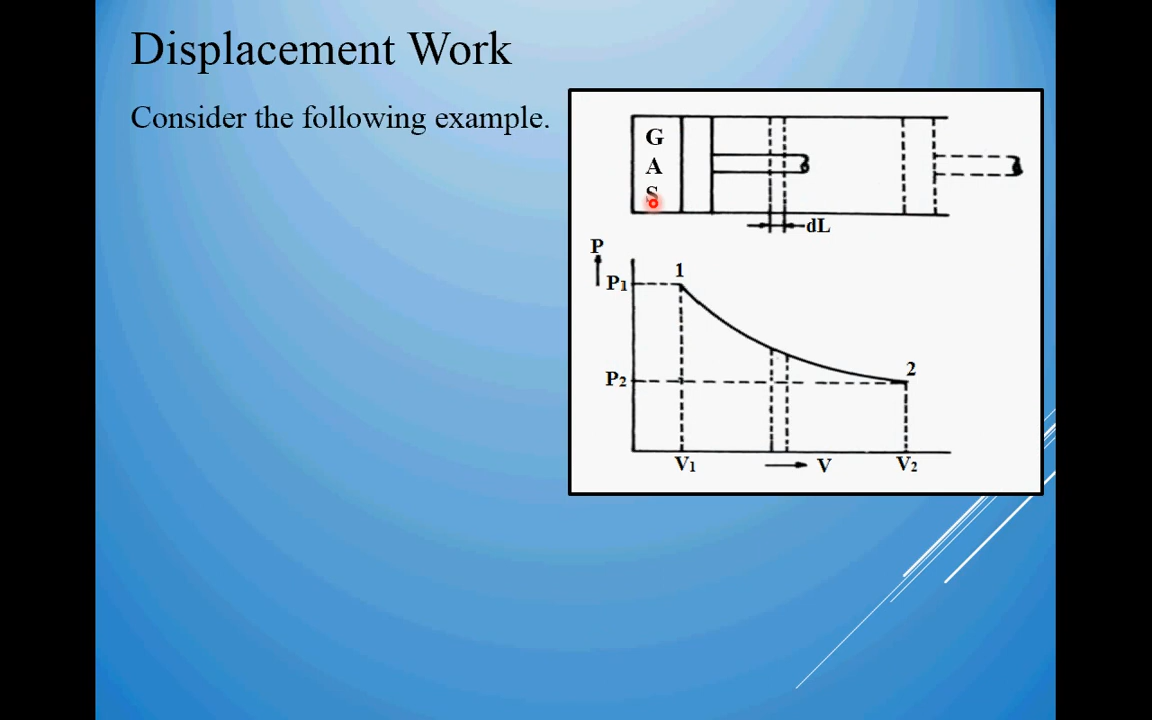 Displacement Work
Consider the following example.
G
A
S
dL
P
P₁
1
P₂
2
V₁
V
V₂